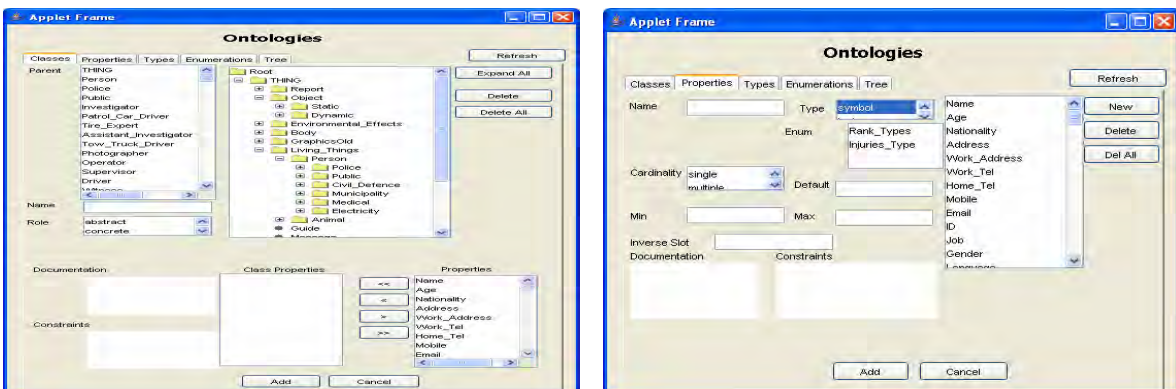 Applet Frame
Ontologies
Classes Properties Types Enumerations Tree
Refresh
Parent
THING
Person
Police
Public
Investigator
Patrol_Car_Driver
Tire_Expert
Assistant_Investigator
Tow_Truck_Driver
Photographer
Operator
Supervisor
Driver
Root
THING
Report
Object
Static
Dynamic
Environmental_Effects
Body
GraphicsOld
Living_Things
Person
Police
Public
Civil_Defence
Municipality
Medical
Electricity
Animal
Guide
Expand All
Delete
Delete All
Name
Role
abstract
concrete
Documentation
Constraints
Class Properties
<<
<
>
>>
Properties
Name
Age
Nationality
Address
Work_Address
Work_Tel
Home_Tel
Mobile
Email
Add Cancel
Applet Frame
Ontologies
Classes Properties Types Enumerations Tree
Refresh
Name
Type symbol
Enum
Rank_Types
Injuries_Type
Cardinality
single
multiple
Default
Min
Max
Inverse Slot
Documentation
Constraints
Name
Age
Nationality
Address
Work_Address
Work_Tel
Home_Tel
Mobile
Email
ID
Job
Gender
Language
New
Delete
Del All
Add Cancel